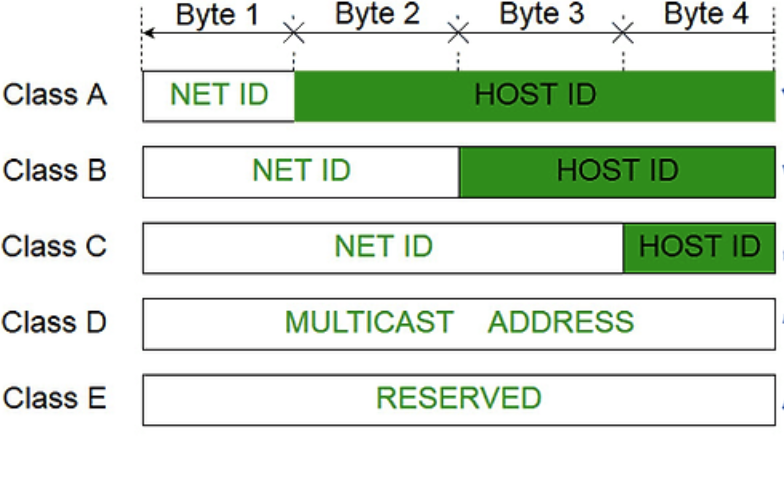 Byte 1 Byte 2 Byte 3 Byte 4
Class A NET ID HOST ID
Class B NET ID HOST ID
Class C NET ID HOST ID
Class D MULTICAST ADDRESS
Class E RESERVED